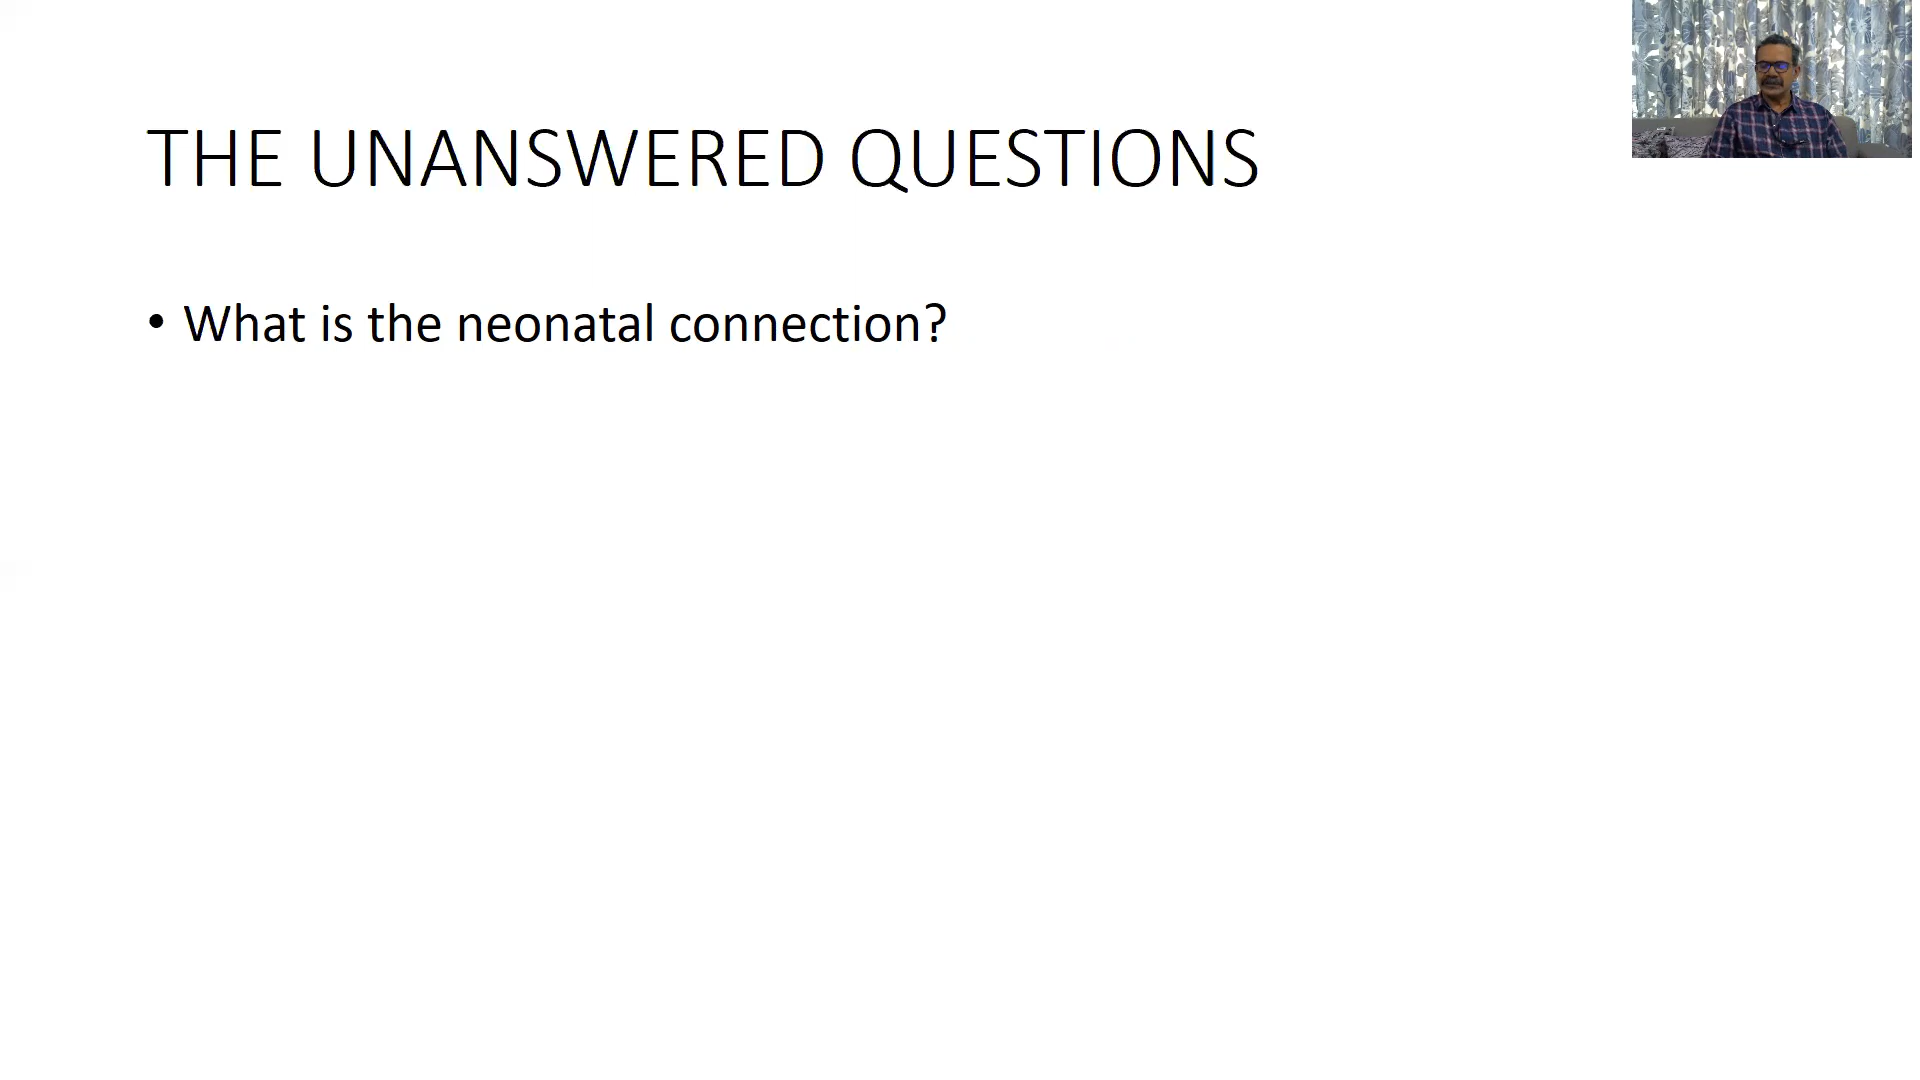 THE UNANSWERED QUESTIONS
• What is the neonatal connection?